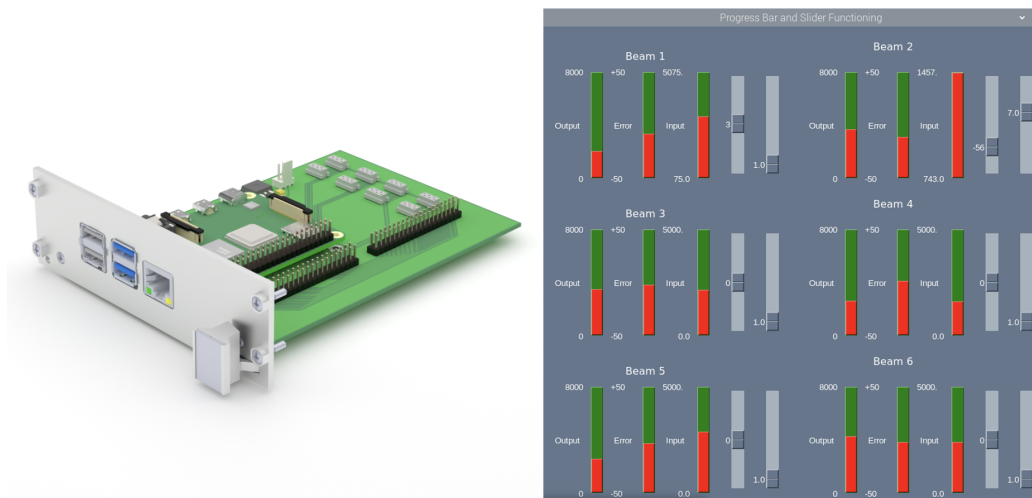 Progress Bar and Slider Functioning
Beam 1
8000 +50 5075.
Output Error Input 3
1.0
0 -50 75.0
Beam 2
8000 +50 1457.
7.0
Output Error Input
-56
0 -50 743.0
Beam 3
8000 +50 5000.
Output Error Input 0
1.0
0 -50 0.0
Beam 4
8000 +50 5000.
Output Error Input 0
1.0
0 -50 0.0
Beam 5
8000 +50 5000.
Output Error Input 0
1.0
0 -50 0.0
Beam 6
8000 +50 5000.
Output Error Input 0
1.0
0 -50 0.0